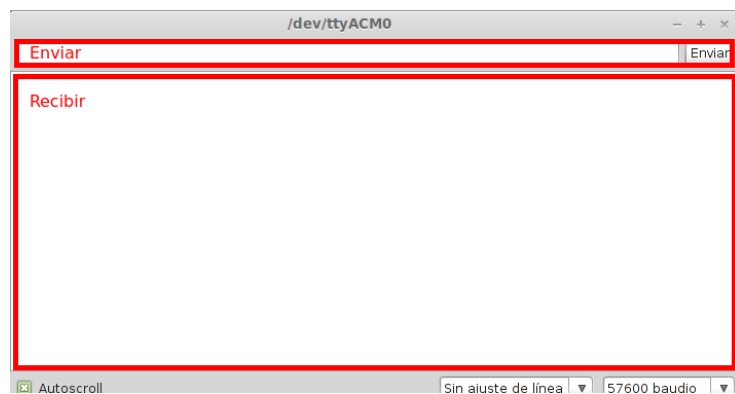 /dev/ttyACM0
Enviar Enviar
Recibir
Autoscroll Sin ajuste de línea 57600 baudio